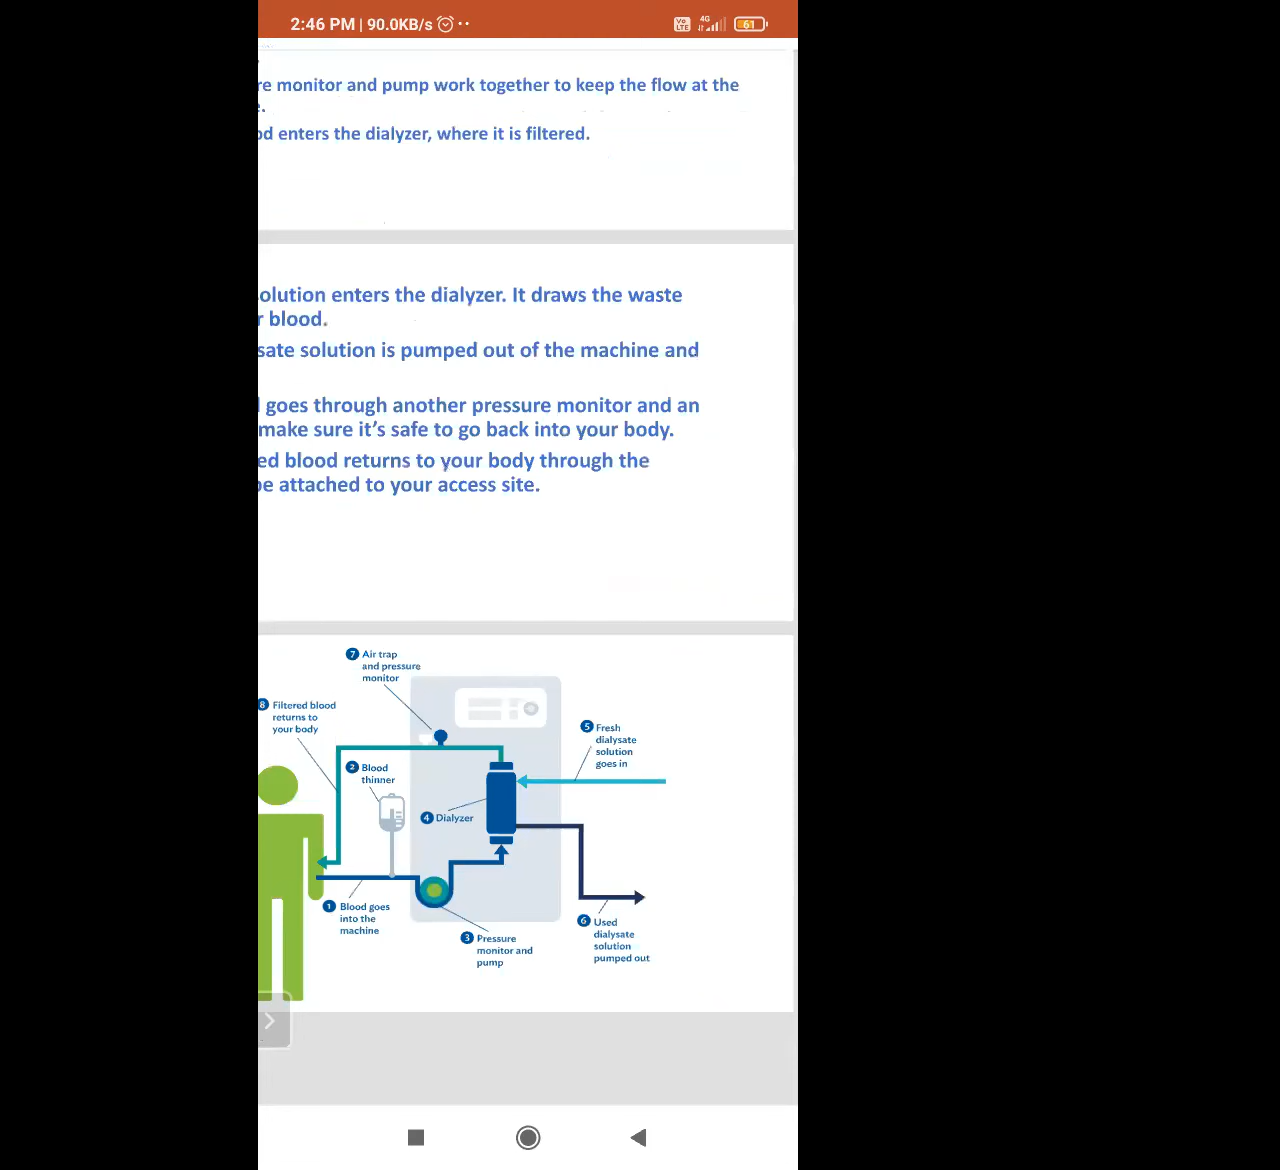 2:46 PM | 90.0KB/s
4G
61
re monitor and pump work together to keep the flow at the
enters the dialyzer, where it is filtered.
solution enters the dialyzer. It draws the waste
r blood.
sate solution is pumped out of the machine and
goes through another pressure monitor and an
make sure it's safe to go back into your body.
ed blood returns to your body through the
be attached to your access site.
7 Air trap
and pressure
monitor
8 Filtered blood
returns to
your body
5 Fresh
dialysate
solution
goes in
2 Blood
thinner
4 Dialyzer
1 Blood goes
into the
machine
3 Pressure
monitor and
pump
6 Used
dialysate
solution
pumped out